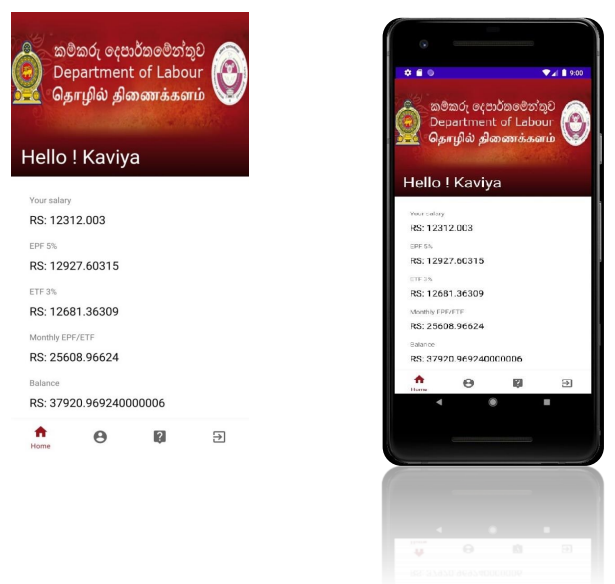 කම්කරු දෙපාර්තමේන්තුව
Department of Labour
தொழில் திணைக்களம்
Hello ! Kaviya
Your salary
RS: 12312.003
EPF 5%
RS: 12927.60315
ETF 3%
RS: 12681.36309
Monthly EPF/ETF
RS: 25608.96624
Balance
RS: 37920.969240000006
Home
9:00
කම්කරු දෙපාර්තමේන්තුව
Department of Labour
தொழில் திணைக்களம்
Hello ! Kaviya
Your salary
RS: 12312.003
EPF 5%
RS: 12927.60315
ETF 3%
RS: 12681.36309
Monthly EPF/ETF
RS: 25608.96624
Balance
RS: 37920.969240000006
Home